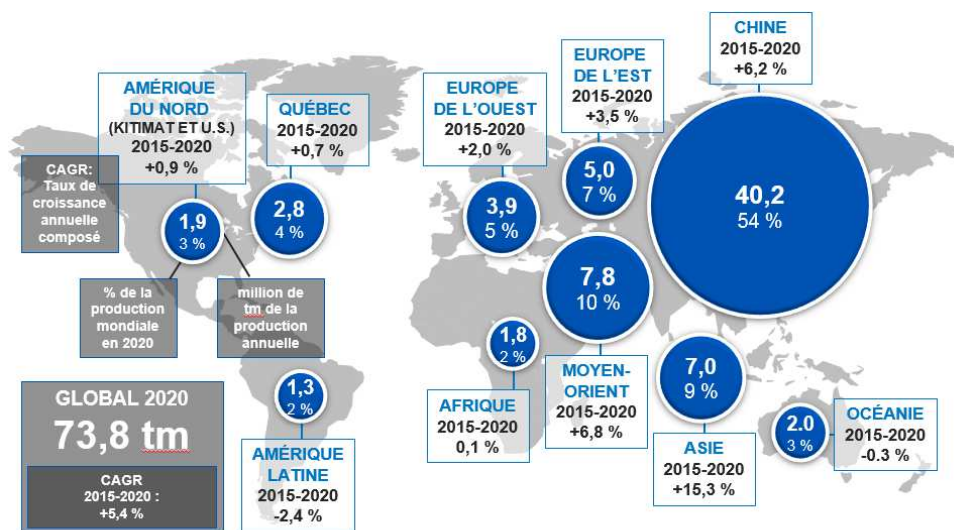 CHINE
2015-2020
+6,2 %
40,2
54 %
EUROPE
DE L'EST
2015-2020
+3,5 %
5,0
7 %
EUROPE
DE L'OUEST
2015-2020
+2,0 %
3,9
5 %
AMÉRIQUE
DU NORD
(KITIMAT ET U.S.)
2015-2020
+0,9 %
1,9
3 %
QUÉBEC
2015-2020
+0,7 %
2,8
4 %
CAGR:
Taux de
croissance
annuelle
composé
% de la
production
mondiale
en 2020
million de
tm de la
production
annuelle
7,8
10 %
MOYEN-
ORIENT
2015-2020
+6,8 %
1,8
2 %
AFRIQUE
2015-2020
0,1 %
7,0
9 %
ASIE
2015-2020
+15,3 %
2.0
3 %
OCÉANIE
2015-2020
-0.3 %
1,3
2 %
AMÉRIQUE
LATINE
2015-2020
-2,4 %
GLOBAL 2020
73,8 tm
CAGR
2015-2020 :
+5,4 %